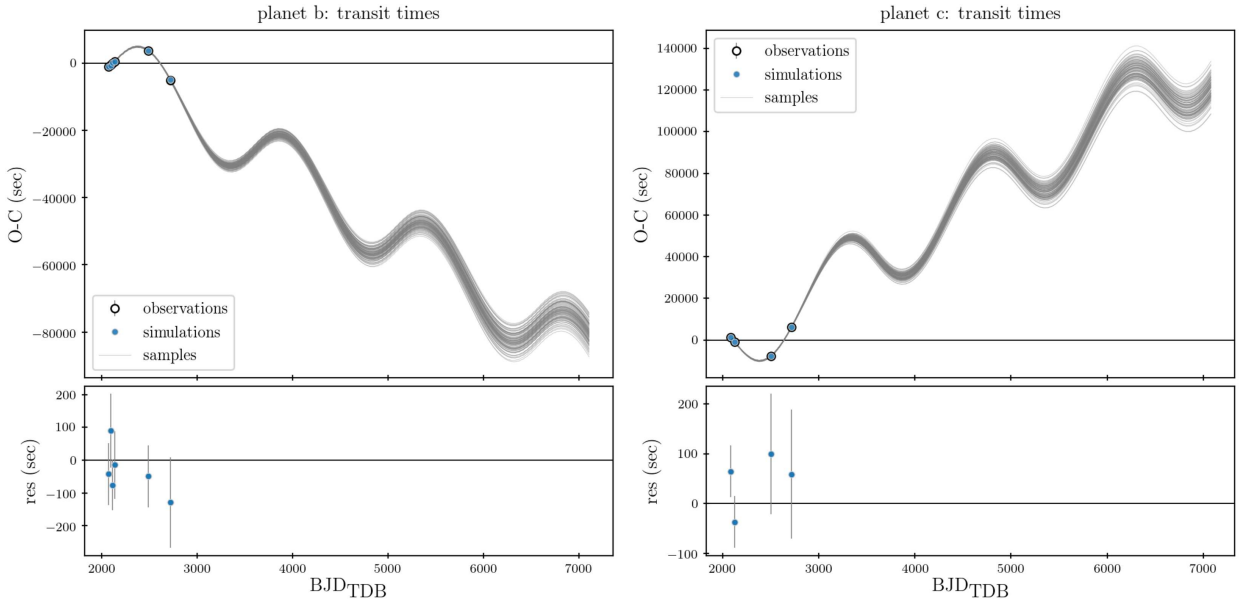 planet b: transit times
O-C (sec)
0
−20000
−40000
−60000
−80000
observations
simulations
samples
res (sec)
200
100
0
−100
−200
2000 3000 4000 5000 6000 7000
BJD_TDB
planet c: transit times
O-C (sec)
140000
120000
100000
80000
60000
40000
20000
0
observations
simulations
samples
res (sec)
200
100
0
−100
2000 3000 4000 5000 6000 7000
BJD_TDB